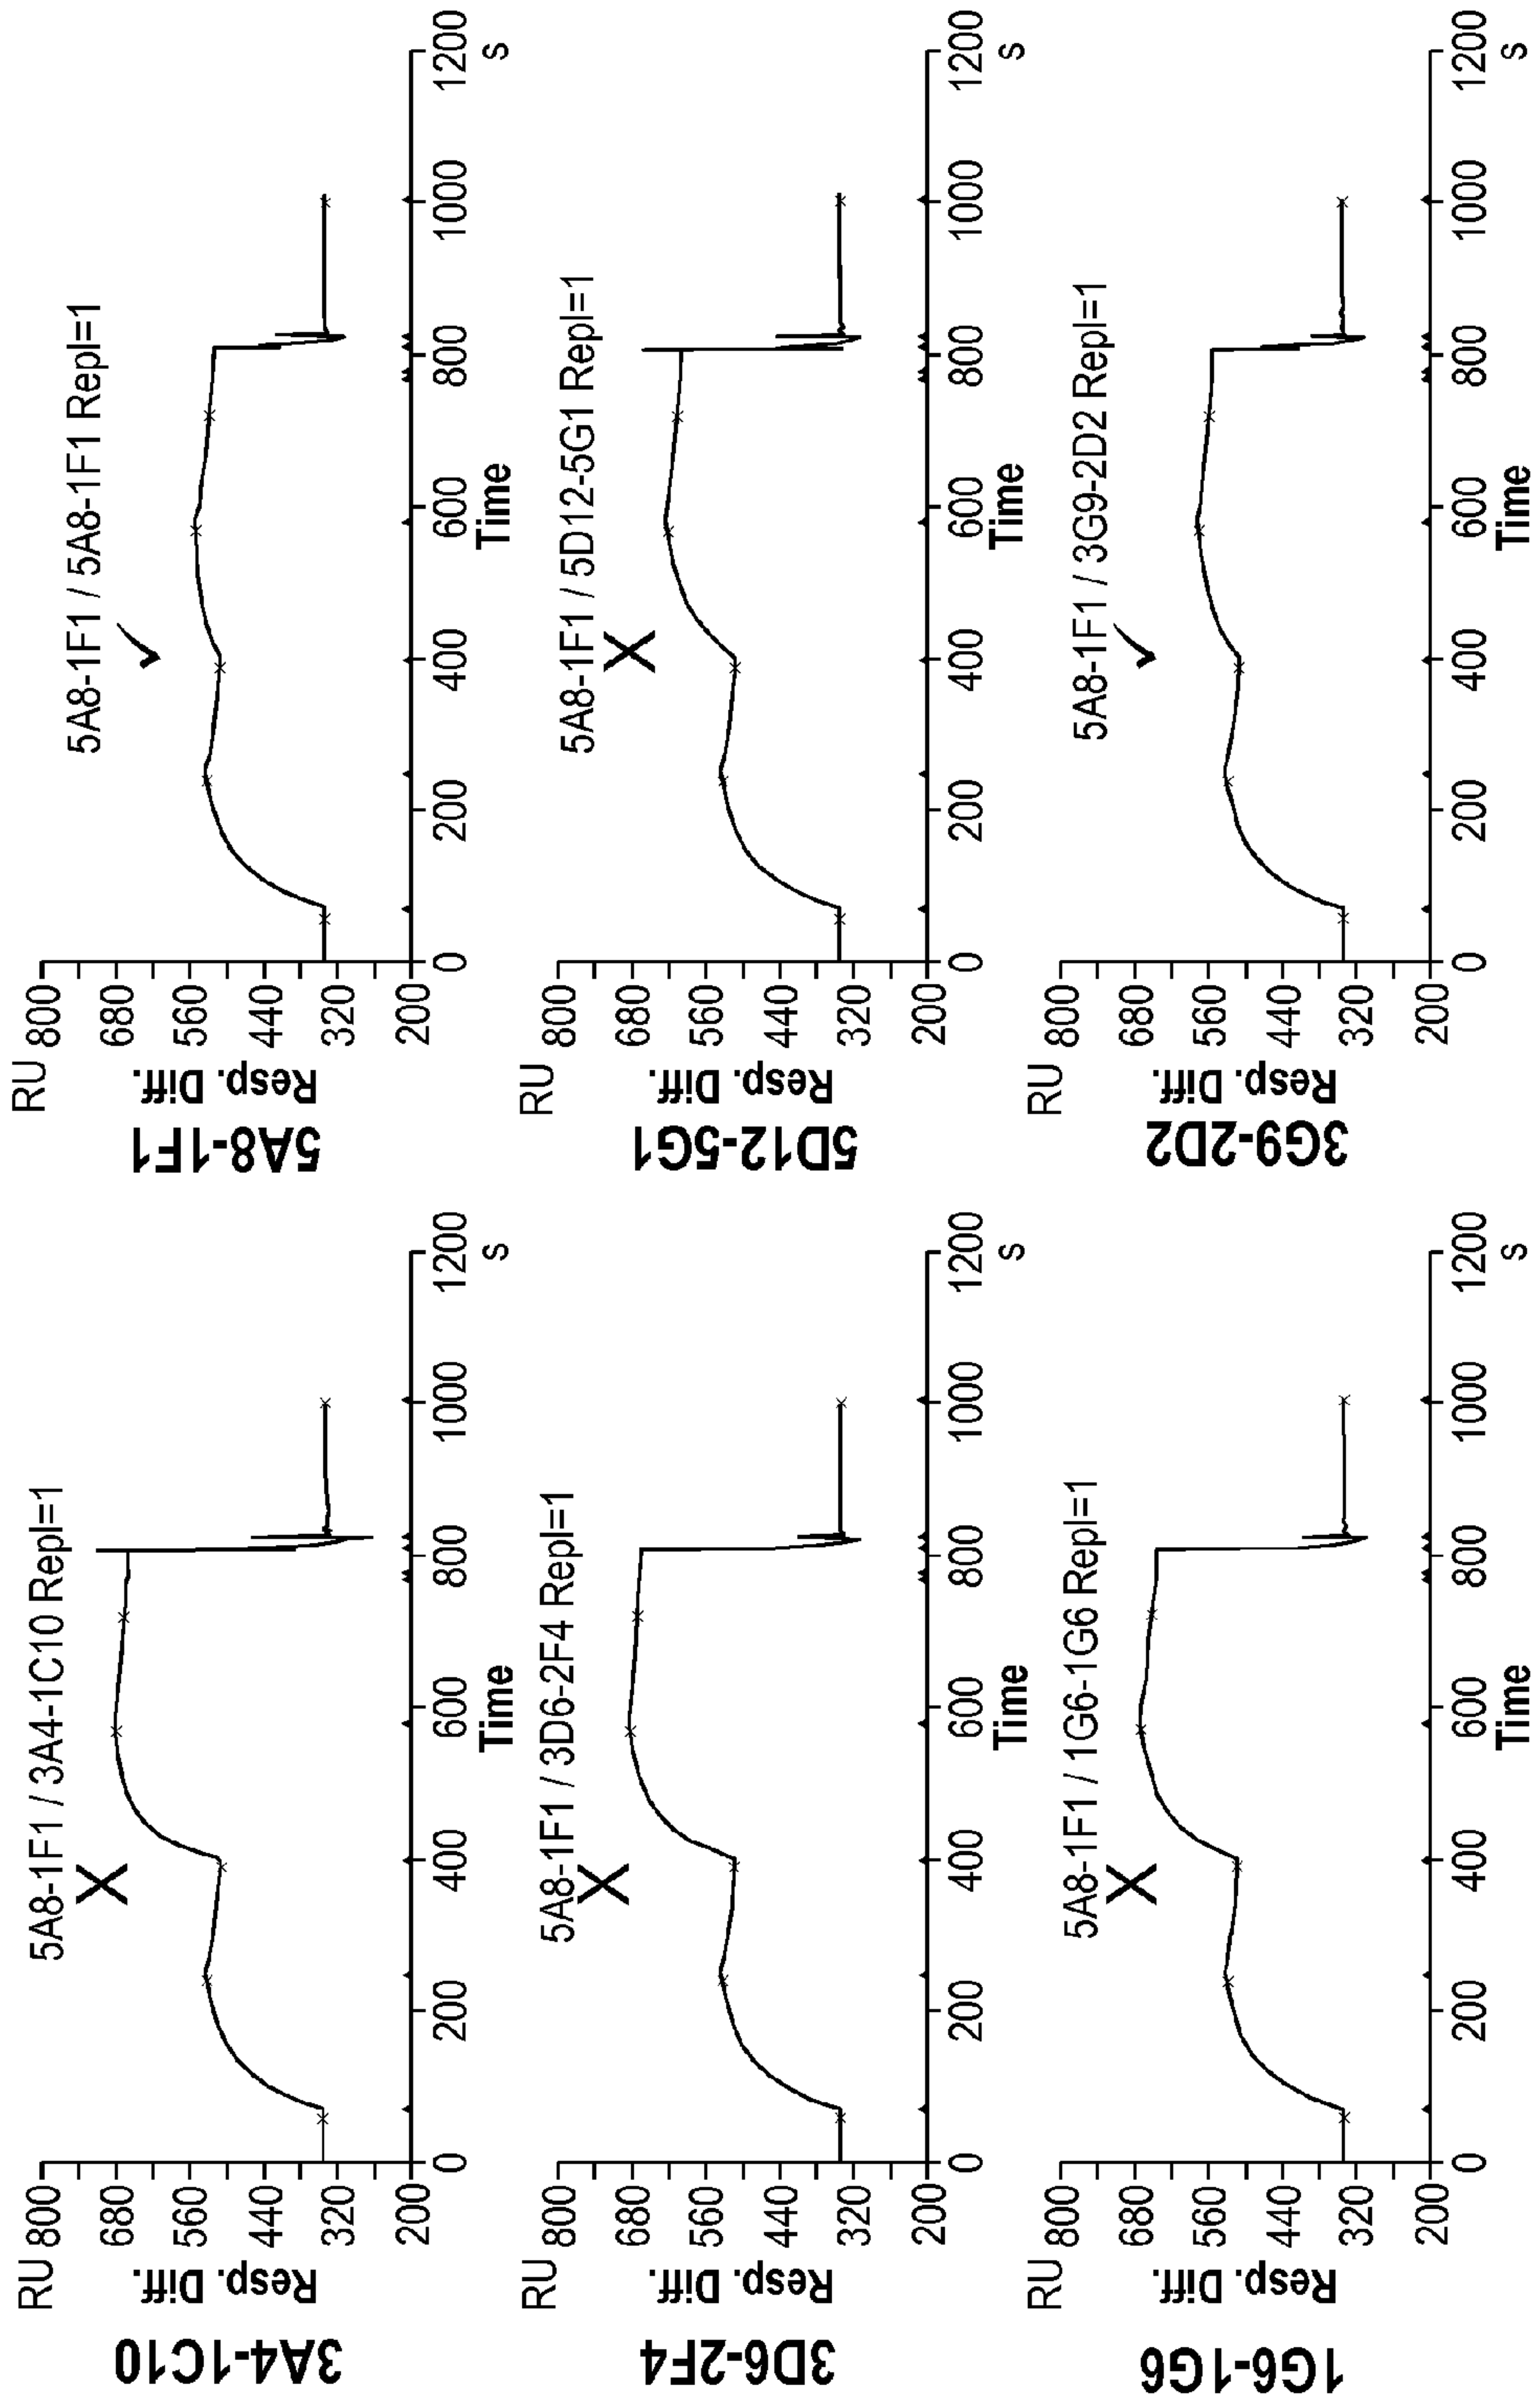 3A4-1C10
RU
Resp. Diff.
800
680
560
440
320
200
5A8-1F1 / 3A4-1C10 Repl=1
X
0 200 400 600 800 1000 1200
Time
s
5A8-1F1
RU
Resp. Diff.
800
680
560
440
320
200
5A8-1F1 / 5A8-1F1 Repl=1
0 200 400 600 800 1000 1200
Time
s
3D6-2F4
RU
Resp. Diff.
800
680
560
440
320
200
5A8-1F1 / 3D6-2F4 Repl=1
X
0 200 400 600 800 1000 1200
Time
s
5D12-5G1
RU
Resp. Diff.
800
680
560
440
320
200
5A8-1F1 / 5D12-5G1 Repl=1
X
0 200 400 600 800 1000 1200
Time
s
1G6-1G6
RU
Resp. Diff.
800
680
560
440
320
200
5A8-1F1 / 1G6-1G6 Repl=1
X
0 200 400 600 800 1000 1200
Time
s
3G9-2D2
RU
Resp. Diff.
800
680
560
440
320
200
5A8-1F1 / 3G9-2D2 Repl=1
0 200 400 600 800 1000 1200
Time
s